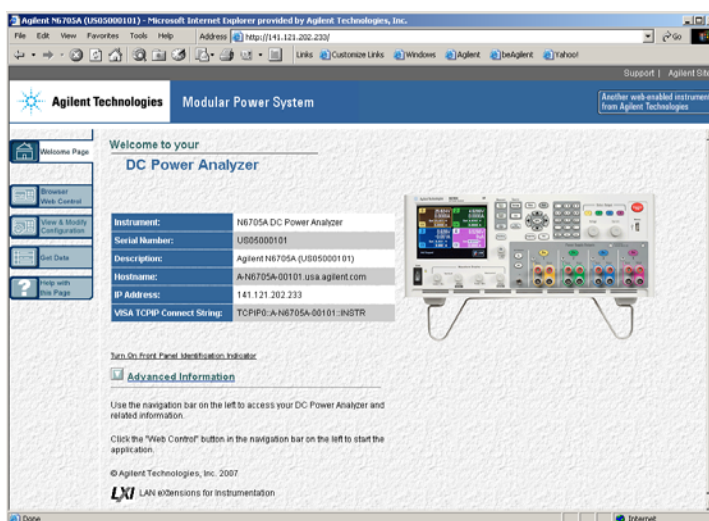 Agilent N6705A (US05000101) - Microsoft Internet Explorer provided by Agilent Technologies, Inc.
File Edit View Favorites Tools Help Address http://141.121.202.233/ Go
Links Customize Links Windows Agilent beAgilent Yahoo!
Support | Agilent Site
Agilent Technologies Modular Power System
Another web-enabled instrument
from Agilent Technologies
Welcome Page
Browser
Web Control
View & Modify
Configuration
Get Data
Help with
this Page
Welcome to your
DC Power Analyzer
Instrument: N6705A DC Power Analyzer
Serial Number: US05000101
Description: Agilent N6705A (US05000101)
Hostname: A-N6705A-00101.usa.agilent.com
IP Address: 141.121.202.233
VISA TCPIP Connect String: TCPIP0::A-N6705A-00101::INSTR
Turn On Front Panel Identification Indicator
Advanced Information
Use the navigation bar on the left to access your DC Power Analyzer and
related information.
Click the "Web Control" button in the navigation bar on the left to start the
application.
© Agilent Technologies, Inc. 2007
LXI LAN eXtensions for Instrumentation
Done Internet